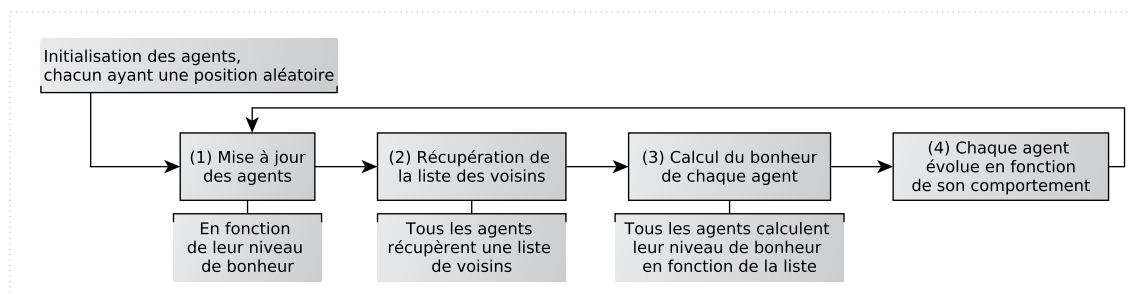 Initialisation des agents,
chacun ayant une position aléatoire
(1) Mise à jour
des agents
(2) Récupération de
la liste des voisins
(3) Calcul du bonheur
de chaque agent
(4) Chaque agent
évolue en fonction
de son comportement
En fonction
de leur niveau
de bonheur
Tous les agents
récupèrent une liste
de voisins
Tous les agents calculent
leur niveau de bonheur
en fonction de la liste